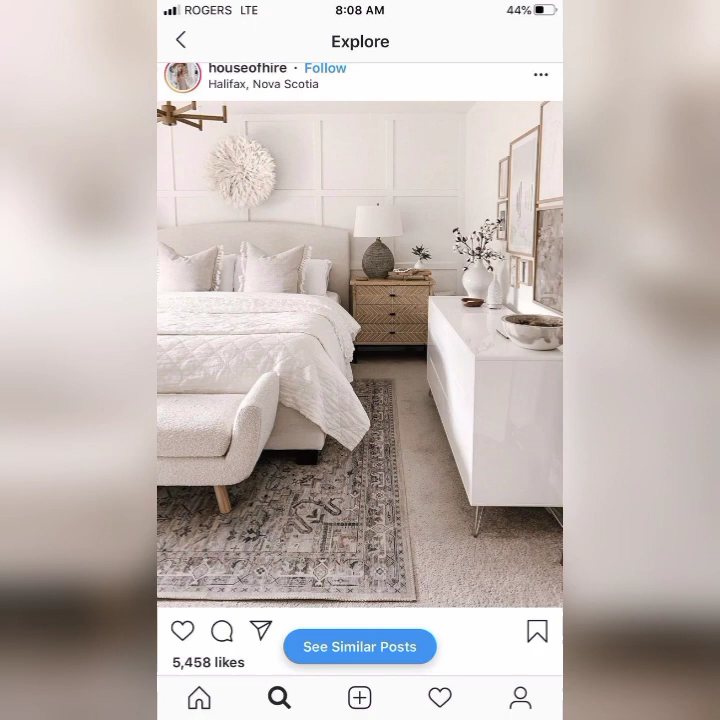 ROGERS LTE 8:08 AM 44%
Explore
houseofhire · Follow
Halifax, Nova Scotia
See Similar Posts
5,458 likes